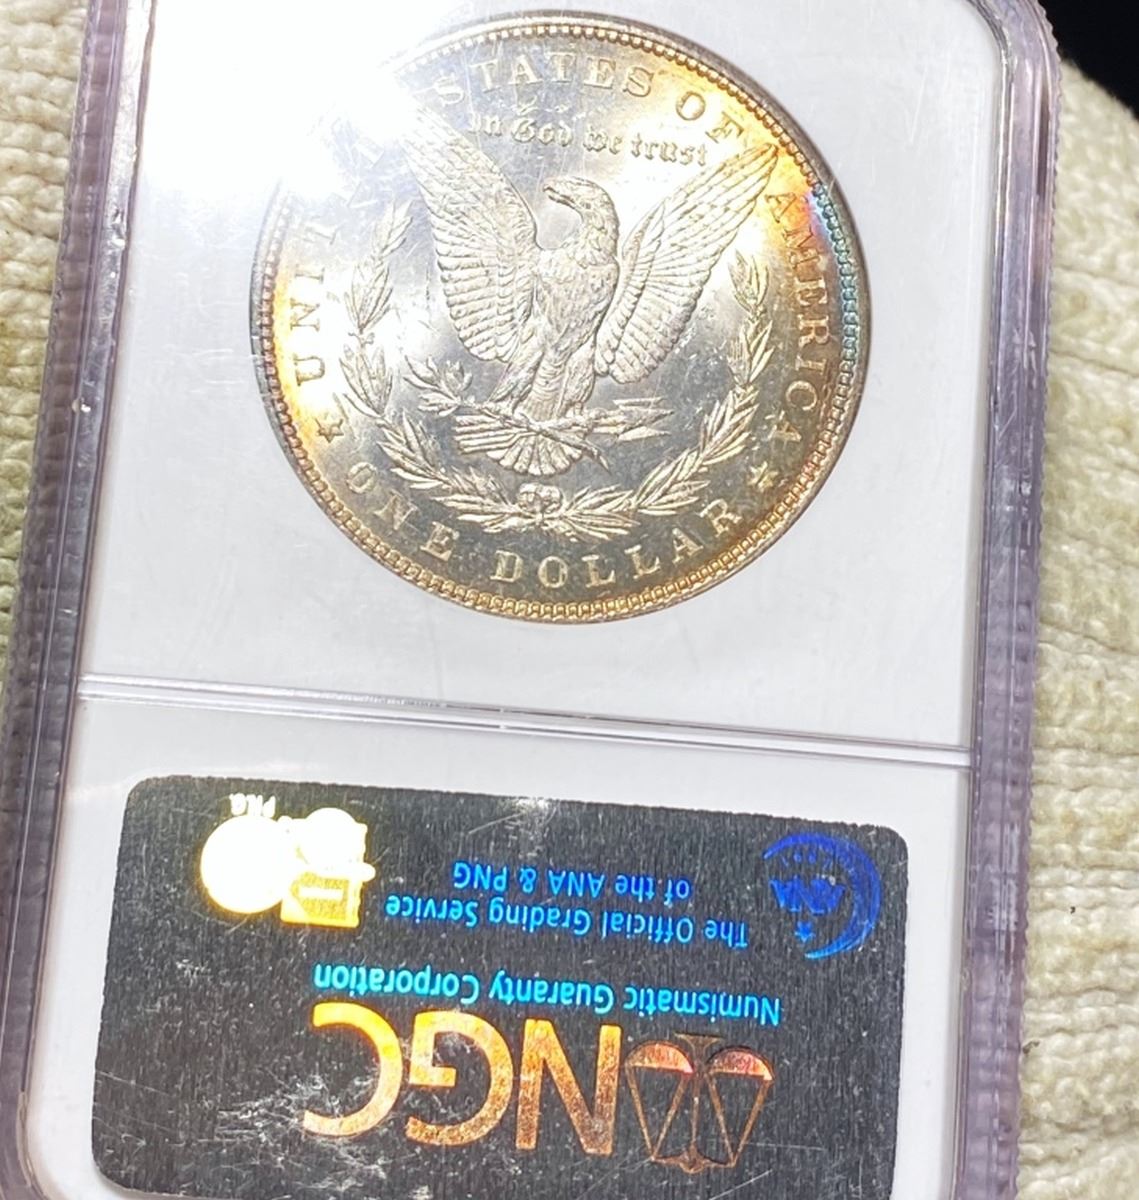 UNITED STATES OF AMERICA
In God we trust
ONE DOLLAR
NGC
Numismatic Guaranty Corporation
The Official Grading Service
of the ANA & PNG
ANA
PNG